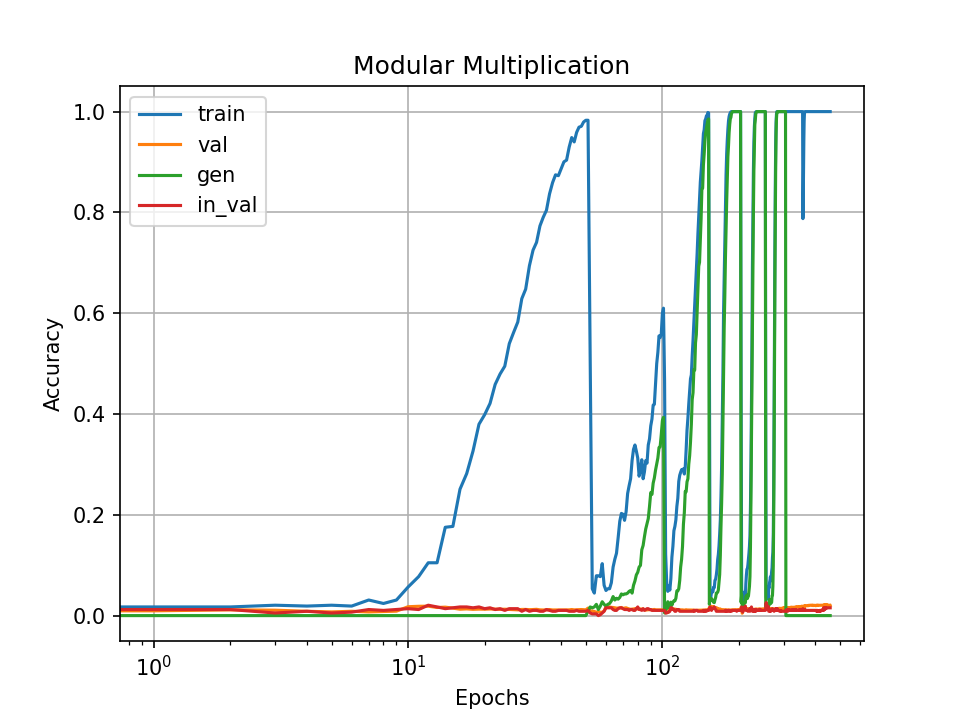 Modular Multiplication
train
val
gen
in_val
1.0
0.8
0.6
0.4
0.2
0.0
Accuracy
10⁰ 10¹ 10²
Epochs